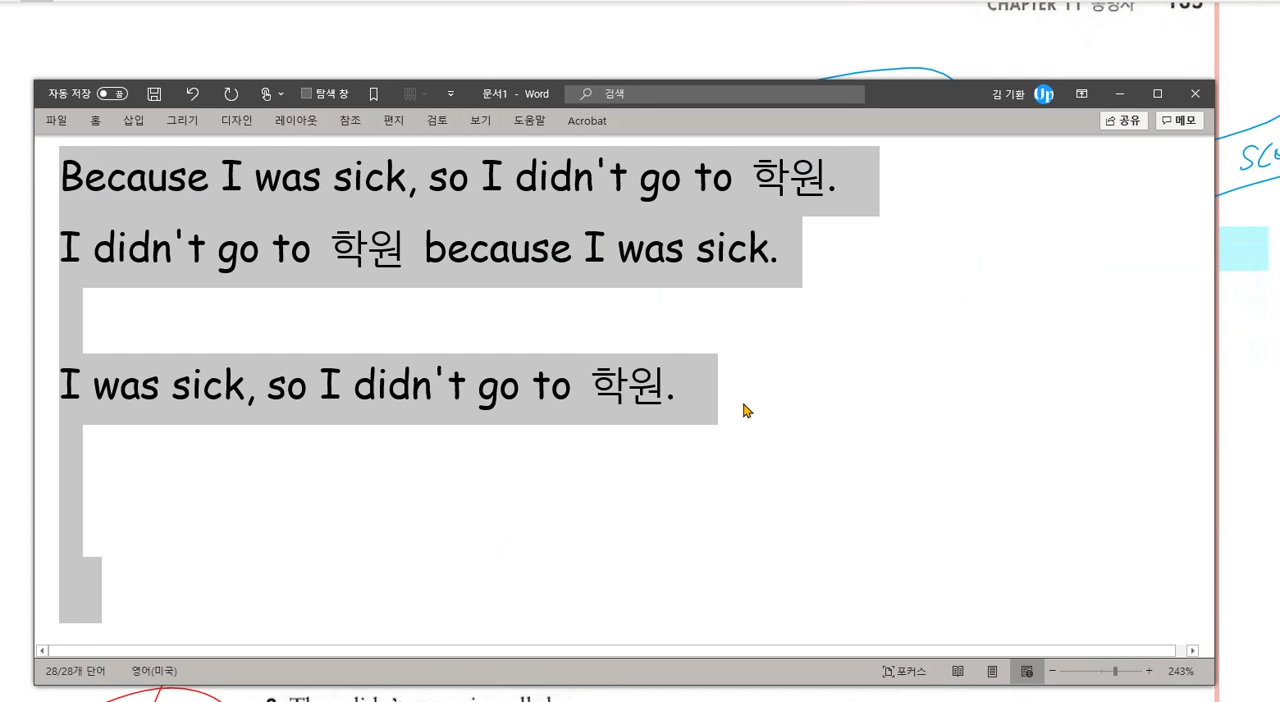 CHAPTER 11 동명사 165
자동 저장 끔 탐색 창 문서1 - Word 검색 김 기환 Up
파일 홈 삽입 그리기 디자인 레이아웃 참조 편지 검토 보기 도움말 Acrobat 공유 메모
Because I was sick, so I didn't go to 학원.
I didn't go to 학원 because I was sick.
I was sick, so I didn't go to 학원.
28/28개 단어 영어(미국) 포커스 243%